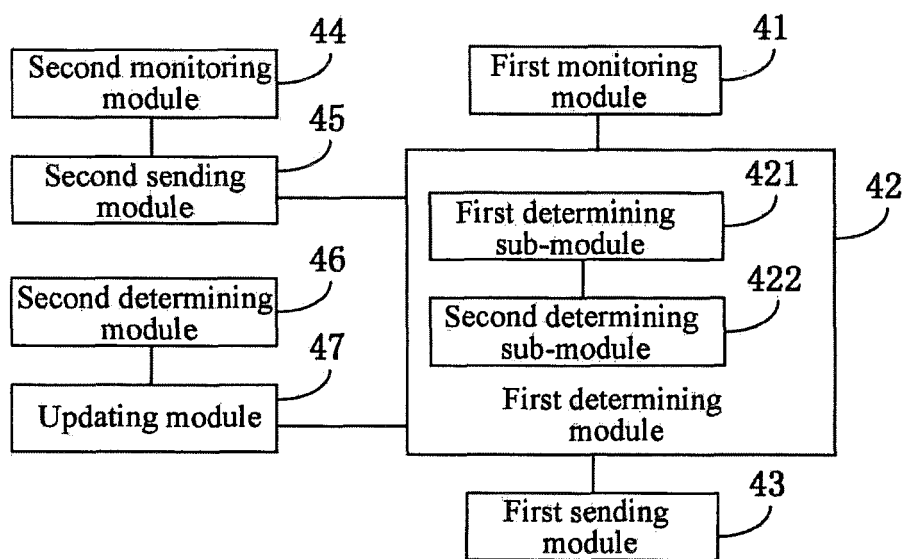 44
Second monitoring
module
45
Second sending
module
46
Second determining
module
47
Updating module
41
First monitoring
module
42
421
First determining
sub-module
422
Second determining
sub-module
First determining
module
43
First sending
module